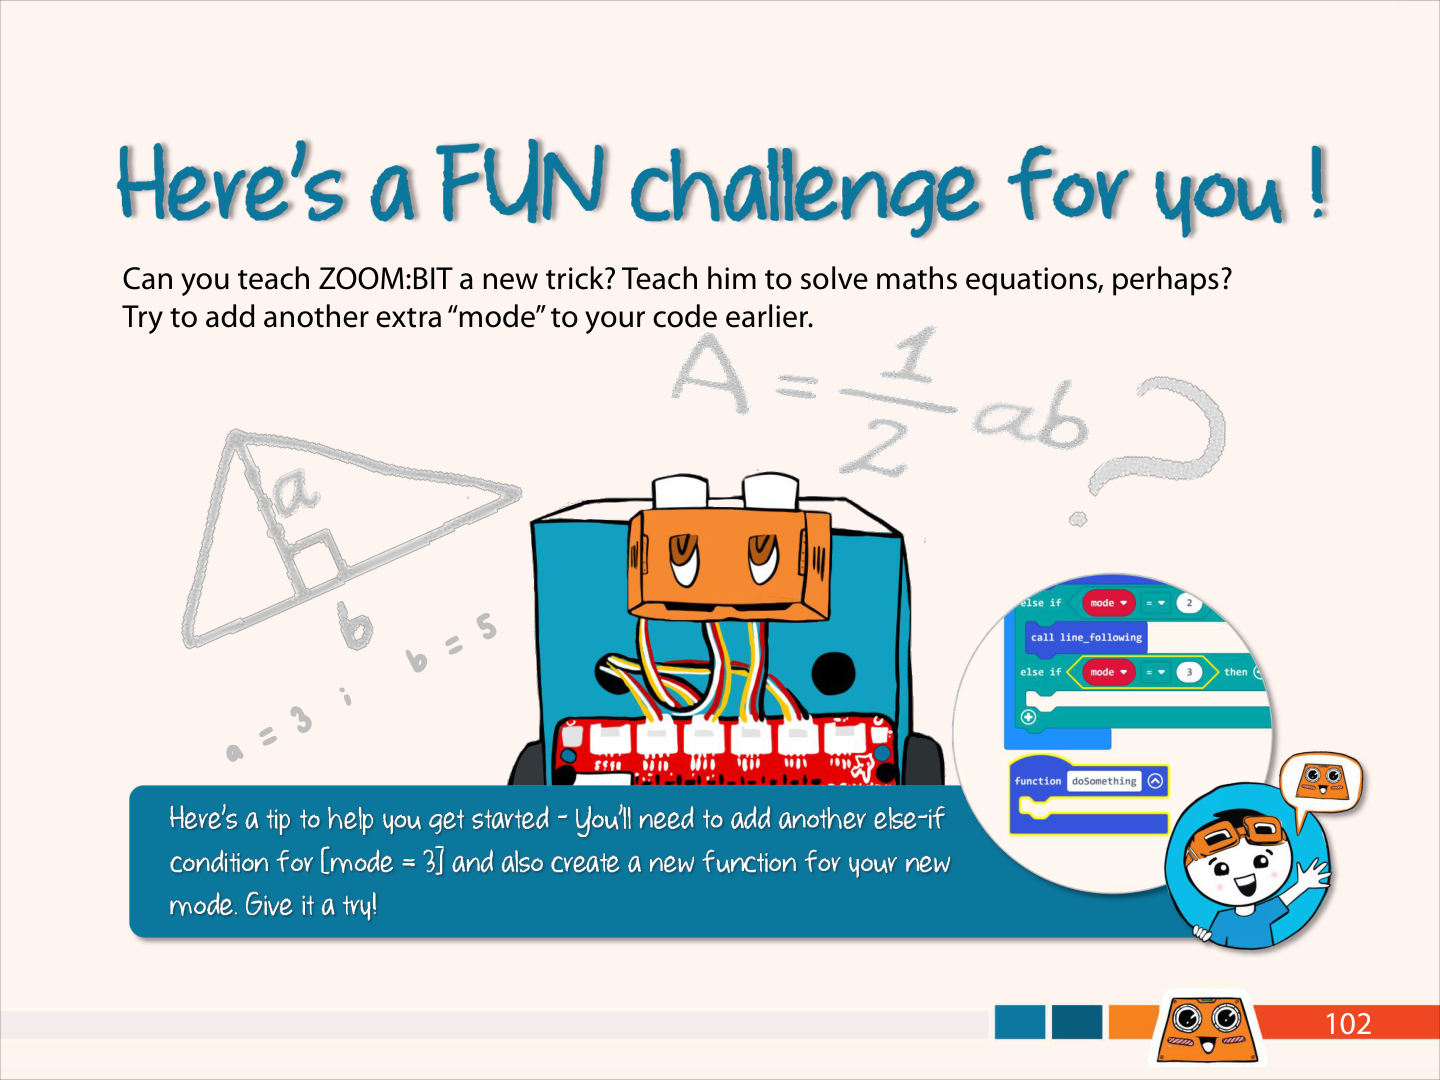 Here's a FUN challenge for you !
Can you teach ZOOM:BIT a new trick? Teach him to solve maths equations, perhaps?
Try to add another extra “mode” to your code earlier.
A = 1/2 ab ?
a
b
a = 3 ; b = 5
else if mode = 2
call line_following
else if mode = 3 then
function doSomething
Here's a tip to help you get started - You'll need to add another else-if
condition for [mode = 3] and also create a new function for your new
mode. Give it a try!
102